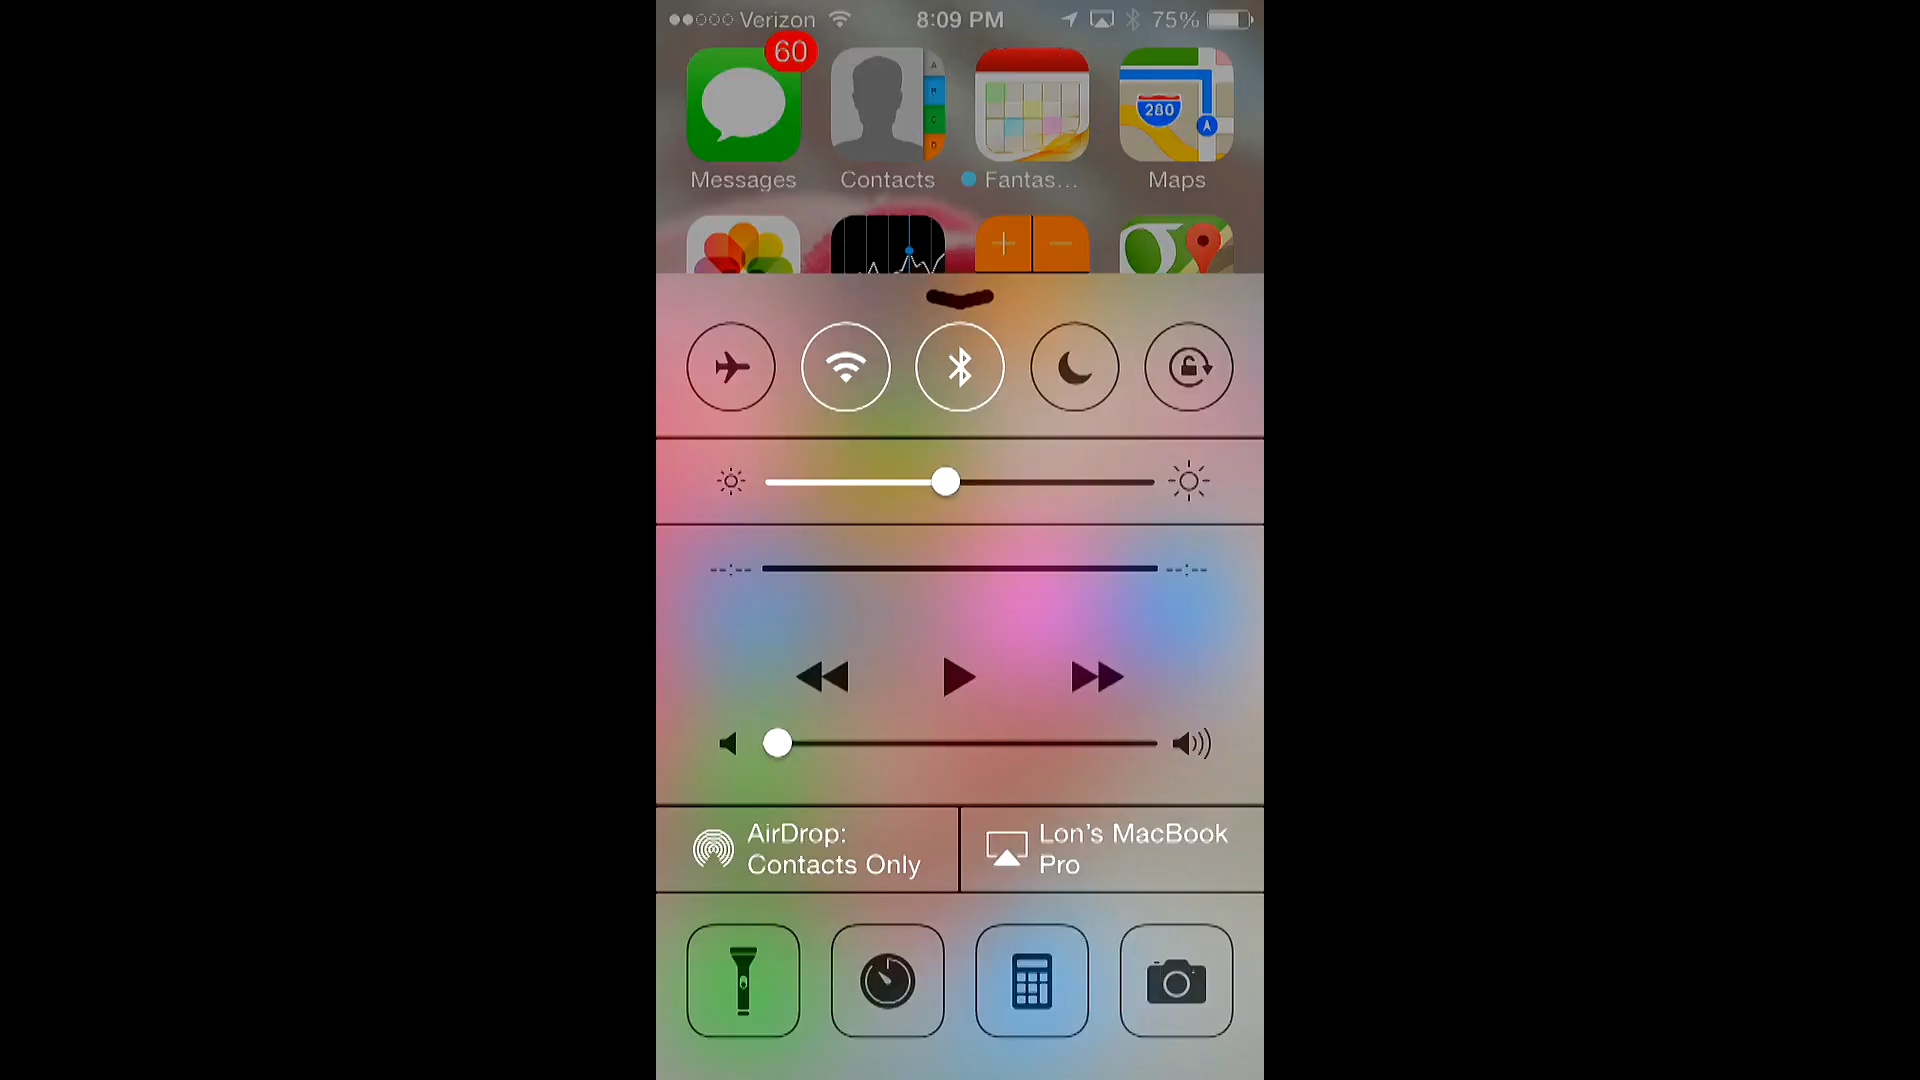 Verizon 8:09 PM 75%
60
280
Messages Contacts Fantas... Maps
--:-- --:--
AirDrop:
Contacts Only
Lon's MacBook
Pro